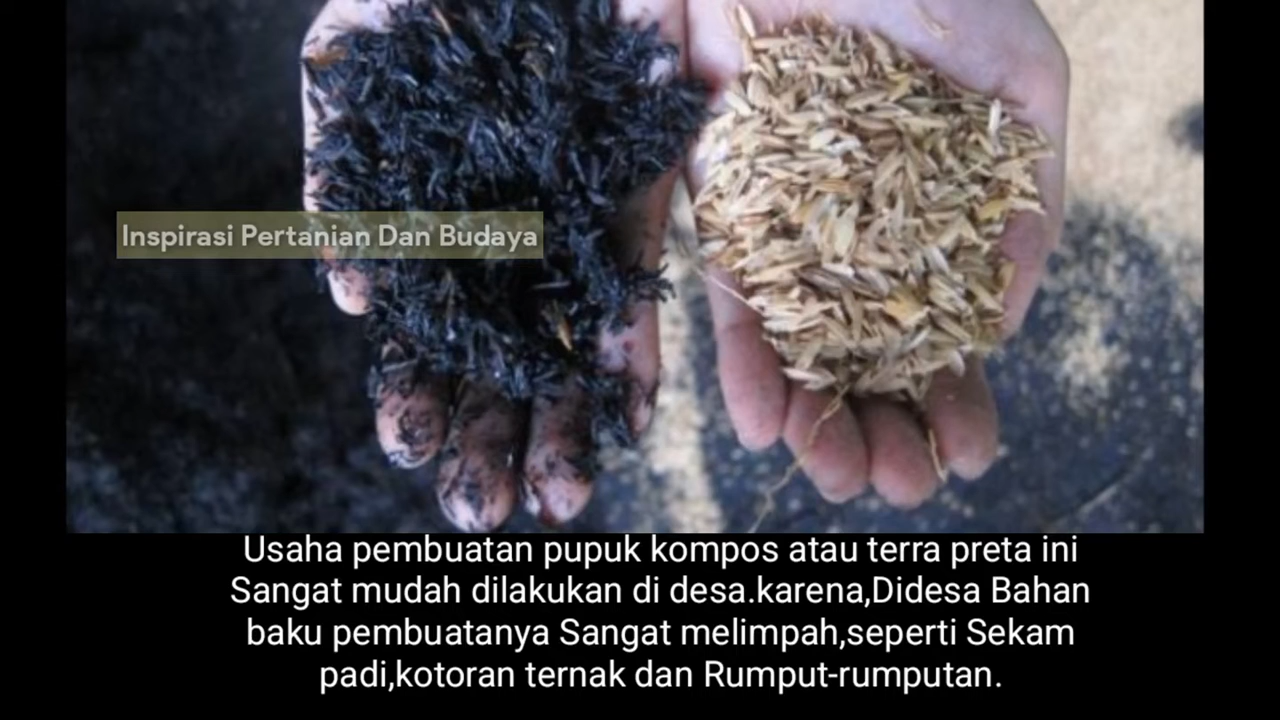 Inspirasi Pertanian Dan Budaya
Usaha pembuatan pupuk kompos atau terra preta ini
Sangat mudah dilakukan di desa.karena,Didesa Bahan
baku pembuatanya Sangat melimpah,seperti Sekam
padi,kotoran ternak dan Rumput-rumputan.